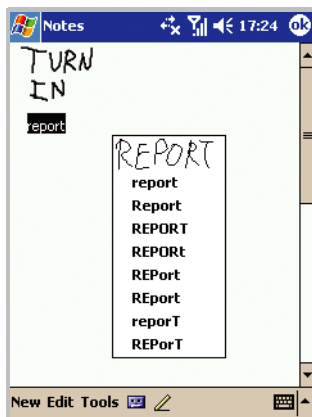 Notes 17:24 ok
TURN
IN
report
REPORT
report
Report
REPORT
REPORt
REPort
REport
reporT
REPorT
New Edit Tools